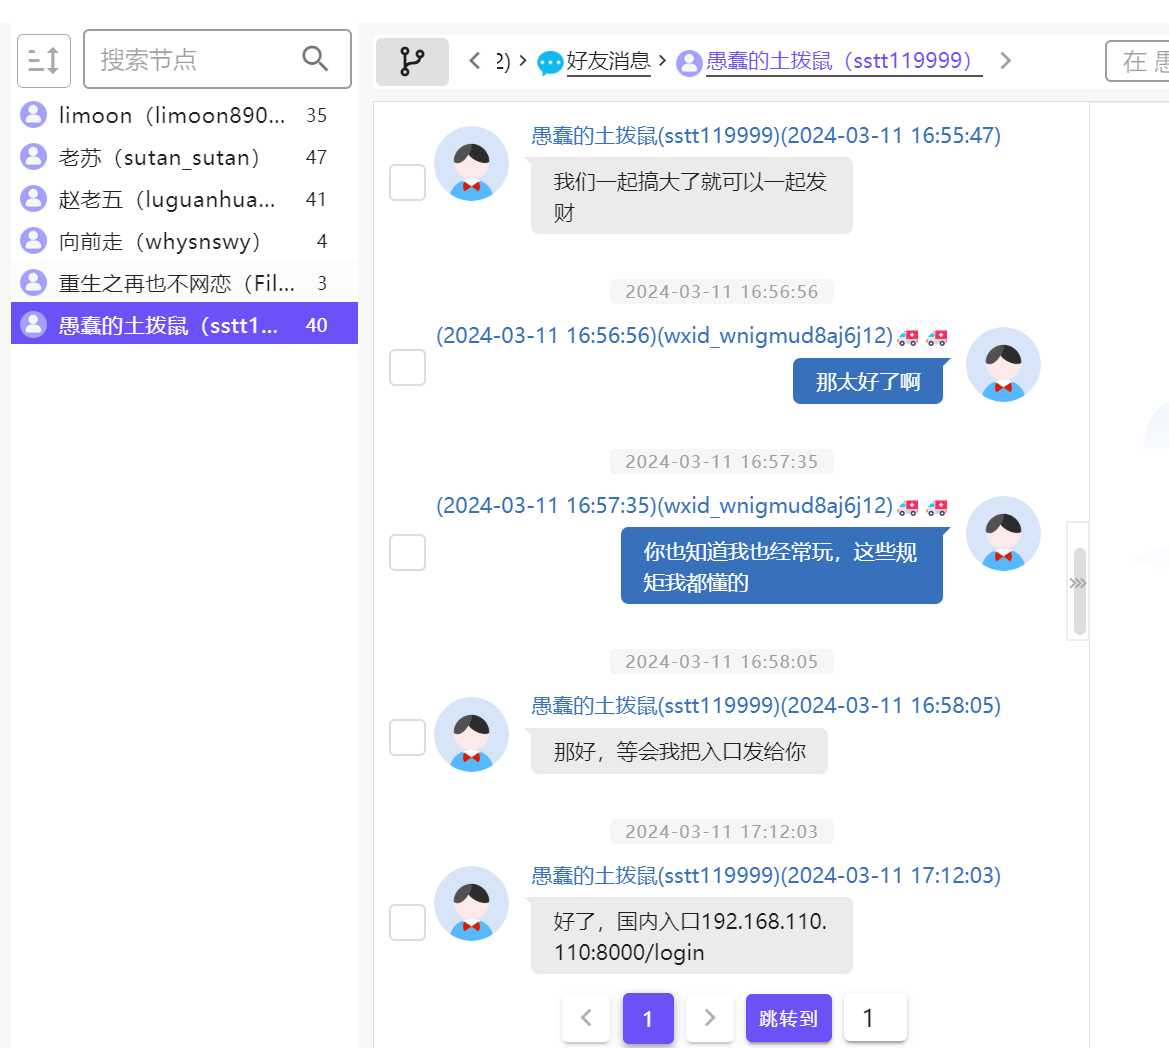 搜索节点
limoon（limoon890... 35
老苏（sutan_sutan） 47
赵老五（luguanhua... 41
向前走（whysnswy） 4
重生之再也不网恋（Fil... 3
愚蠢的土拨鼠（sstt1... 40
2) 好友消息 愚蠢的土拨鼠（sstt119999）
在 愚
愚蠢的土拨鼠(sstt119999)(2024-03-11 16:55:47)
我们一起搞大了就可以一起发
财
2024-03-11 16:56:56
(2024-03-11 16:56:56)(wxid_wnigmud8aj6j12)🚑🚑
那太好了啊
2024-03-11 16:57:35
(2024-03-11 16:57:35)(wxid_wnigmud8aj6j12)🚑🚑
你也知道我也经常玩，这些规
矩我都懂的
2024-03-11 16:58:05
愚蠢的土拨鼠(sstt119999)(2024-03-11 16:58:05)
那好，等会我把入口发给你
2024-03-11 17:12:03
愚蠢的土拨鼠(sstt119999)(2024-03-11 17:12:03)
好了，国内入口192.168.110.
110:8000/login
1 跳转到 1